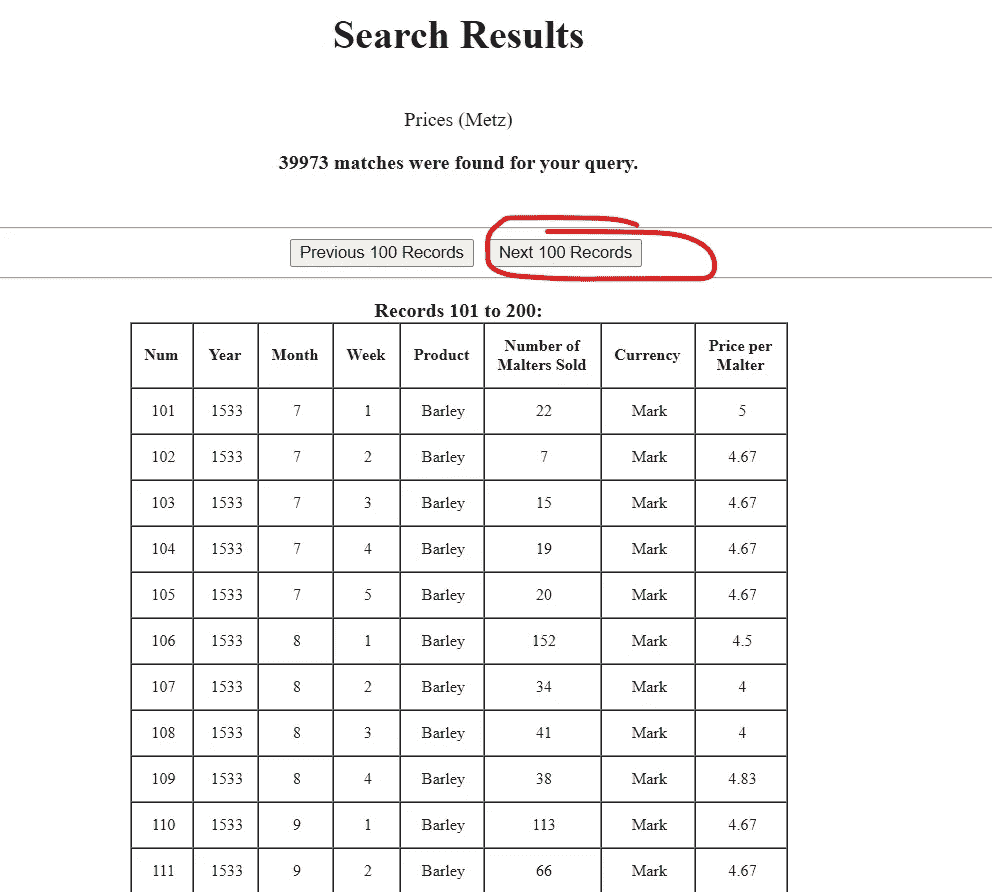 Search Results
Prices (Metz)
39973 matches were found for your query.
Previous 100 Records Next 100 Records
Records 101 to 200:
Num Year Month Week Product Number of Malters Sold Currency Price per Malter
101 1533 7 1 Barley 22 Mark 5
102 1533 7 2 Barley 7 Mark 4.67
103 1533 7 3 Barley 15 Mark 4.67
104 1533 7 4 Barley 19 Mark 4.67
105 1533 7 5 Barley 20 Mark 4.67
106 1533 8 1 Barley 152 Mark 4.5
107 1533 8 2 Barley 34 Mark 4
108 1533 8 3 Barley 41 Mark 4
109 1533 8 4 Barley 38 Mark 4.83
110 1533 9 1 Barley 113 Mark 4.67
111 1533 9 2 Barley 66 Mark 4.67